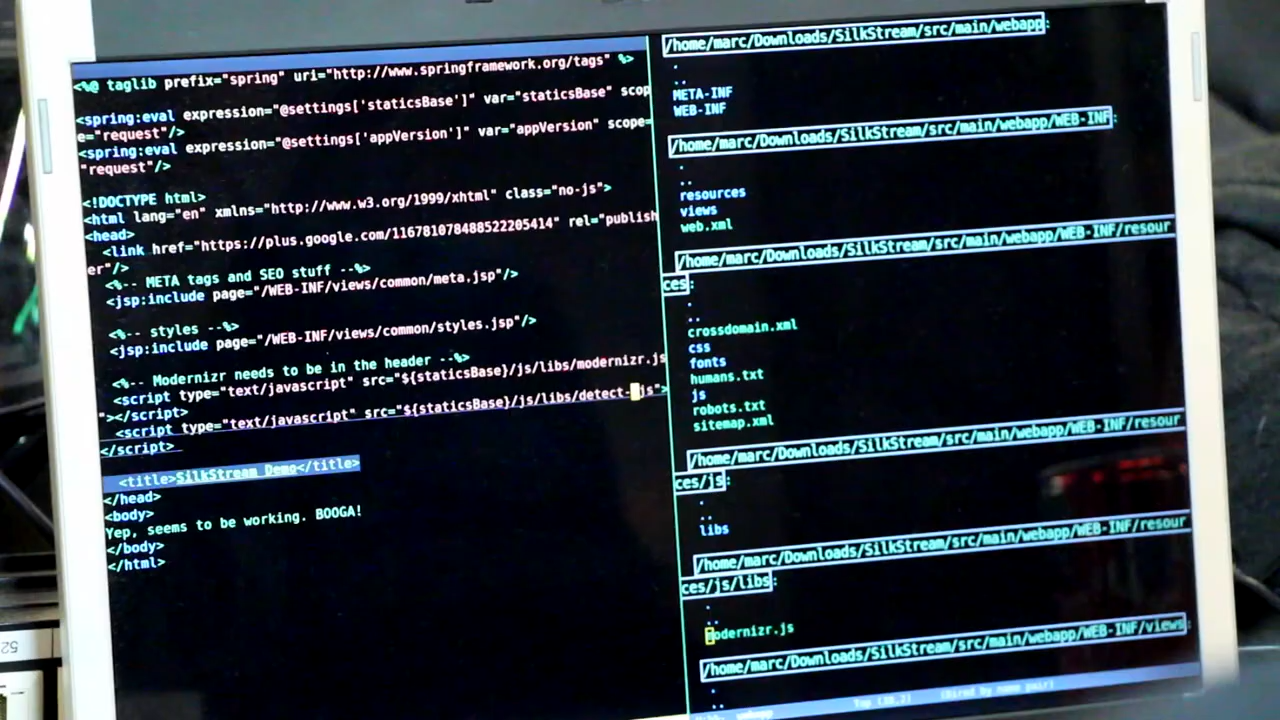 <%@ taglib prefix="spring" uri="http://www.springframework.org/tags" %>
<spring:eval expression="@settings['staticsBase']" var="staticsBase" scop
e="request"/>
<spring:eval expression="@settings['appVersion']" var="appVersion" scope=
"request"/>
<!DOCTYPE html>
<html lang="en" xmlns="http://www.w3.org/1999/xhtml" class="no-js">
<head>
<link href="https://plus.google.com/116781078488522205414" rel="publish
er"/>
<%-- META tags and SEO stuff --%>
<jsp:include page="/WEB-INF/views/common/meta.jsp"/>
<%-- styles --%>
<jsp:include page="/WEB-INF/views/common/styles.jsp"/>
<%-- Modernizr needs to be in the header --%>
<script type="text/javascript" src="${staticsBase}/js/libs/modernizr.js
"></script>
<script type="text/javascript" src="${staticsBase}/js/libs/detect-js">
</script>
<title>SilkStream Demo</title>
</head>
<body>
Yep, seems to be working. BOOGA!
</body>
</html>
/home/marc/Downloads/SilkStream/src/main/webapp:
.
..
META-INF
WEB-INF
/home/marc/Downloads/SilkStream/src/main/webapp/WEB-INF:
.
..
resources
views
web.xml
/home/marc/Downloads/SilkStream/src/main/webapp/WEB-INF/resour
ces:
.
..
crossdomain.xml
css
fonts
humans.txt
js
robots.txt
sitemap.xml
/home/marc/Downloads/SilkStream/src/main/webapp/WEB-INF/resour
ces/js:
.
..
libs
/home/marc/Downloads/SilkStream/src/main/webapp/WEB-INF/resour
ces/js/libs:
.
..
modernizr.js
/home/marc/Downloads/SilkStream/src/main/webapp/WEB-INF/views:
.
..
webapp Top (39,2) (Dired by name pair)
52